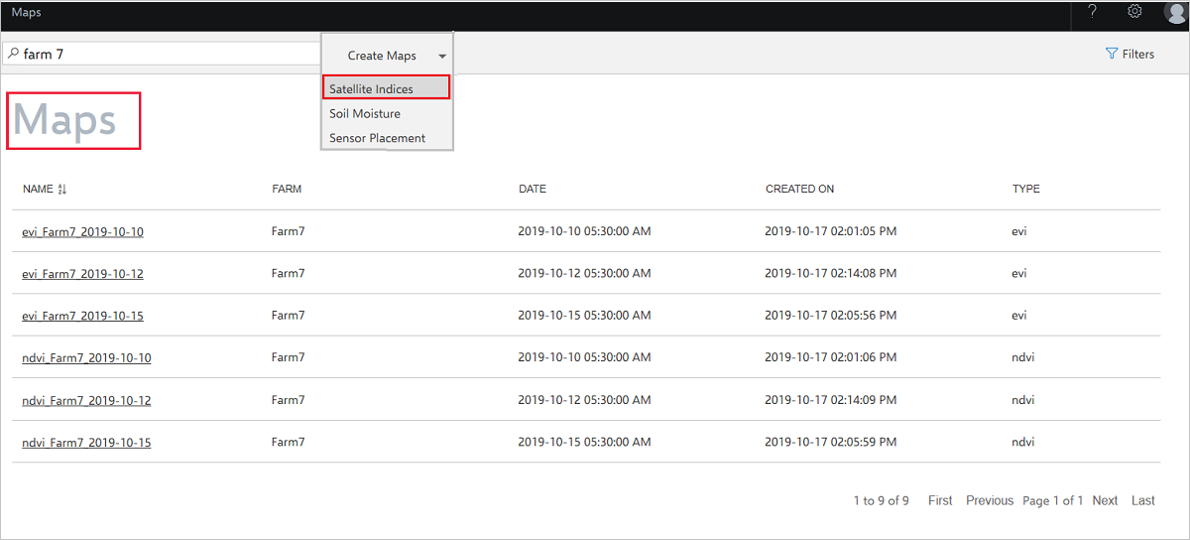 Maps
?
farm 7
Create Maps
Filters
Satellite Indices
Soil Moisture
Sensor Placement
Maps
NAME FARM DATE CREATED ON TYPE
evi_Farm7_2019-10-10 Farm7 2019-10-10 05:30:00 AM 2019-10-17 02:01:05 PM evi
evi_Farm7_2019-10-12 Farm7 2019-10-12 05:30:00 AM 2019-10-17 02:14:08 PM evi
evi_Farm7_2019-10-15 Farm7 2019-10-15 05:30:00 AM 2019-10-17 02:05:56 PM evi
ndvi_Farm7_2019-10-10 Farm7 2019-10-10 05:30:00 AM 2019-10-17 02:01:06 PM ndvi
ndvi_Farm7_2019-10-12 Farm7 2019-10-12 05:30:00 AM 2019-10-17 02:14:09 PM ndvi
ndvi_Farm7_2019-10-15 Farm7 2019-10-15 05:30:00 AM 2019-10-17 02:05:59 PM ndvi
1 to 9 of 9 First Previous Page 1 of 1 Next Last